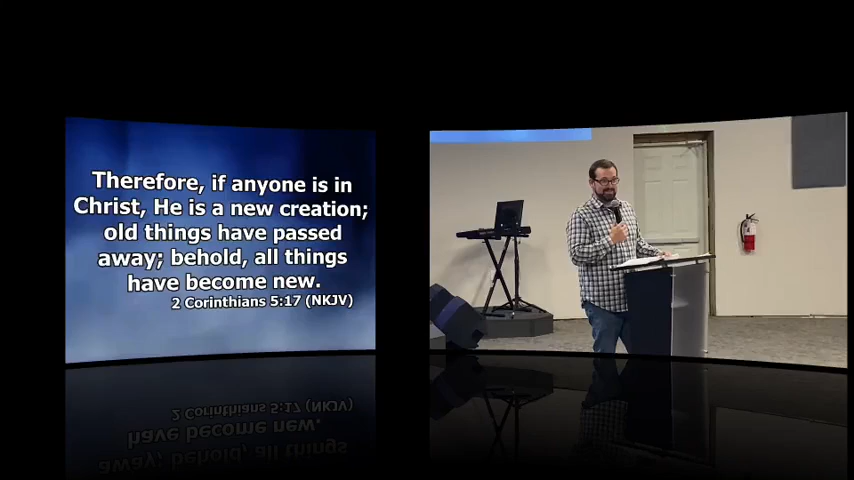 Therefore, if anyone is in
Christ, He is a new creation;
old things have passed
away; behold, all things
have become new.
2 Corinthians 5:17 (NKJV)